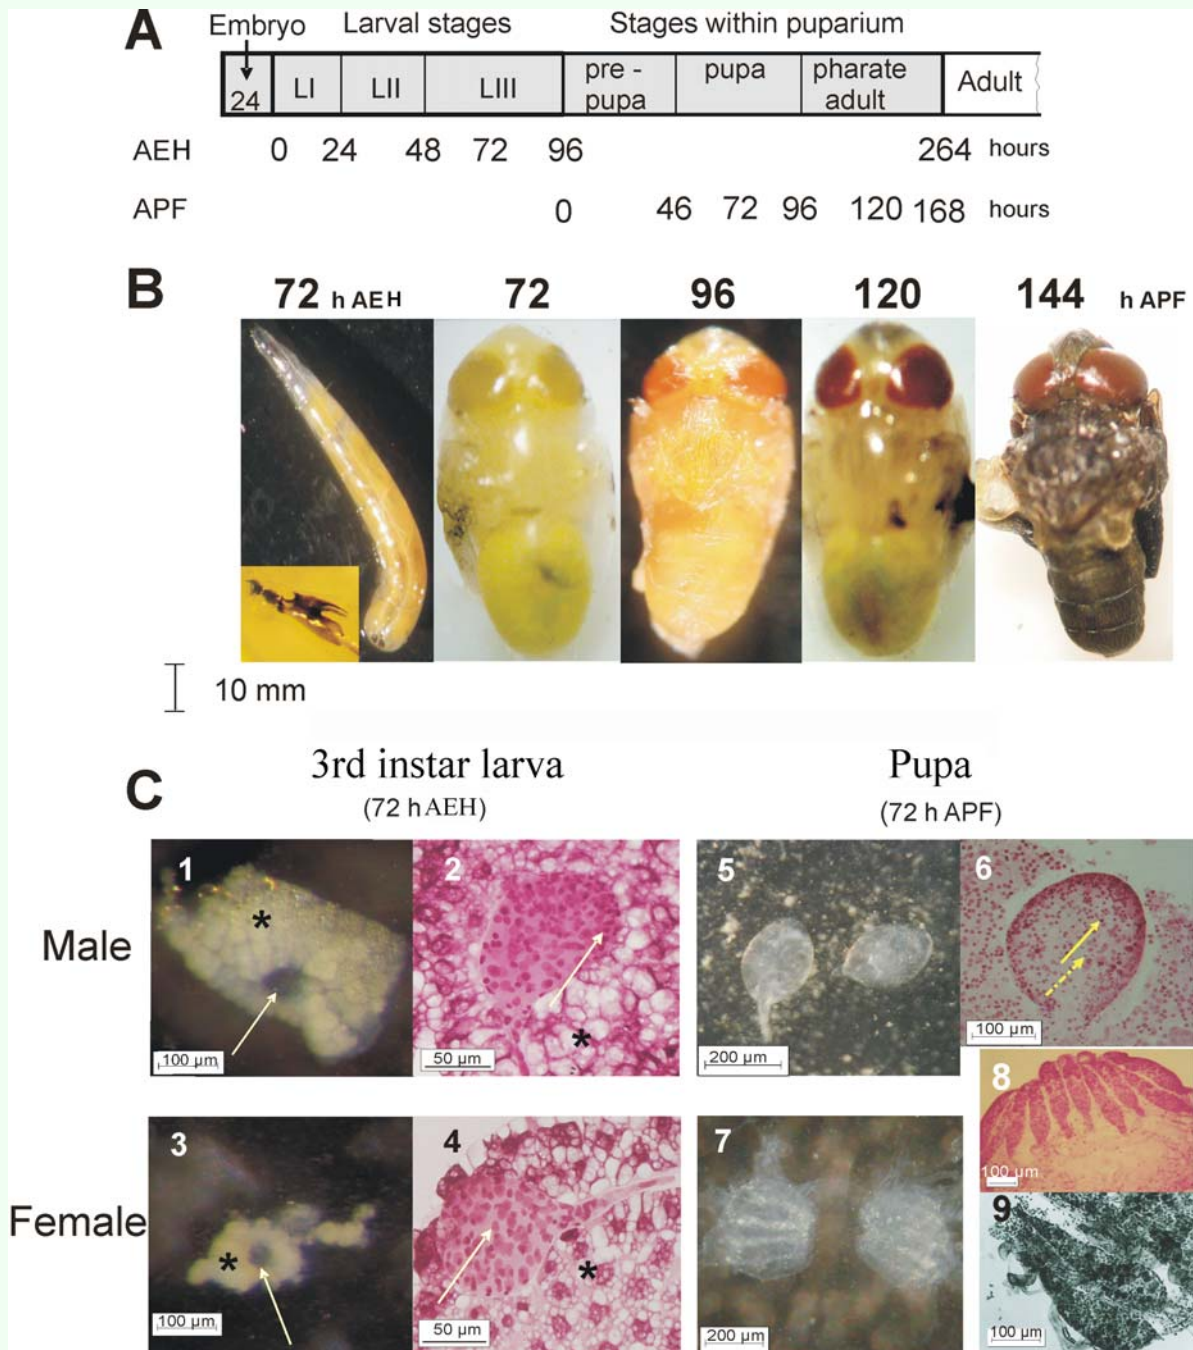 A
Embryo Larval stages Stages within puparium
24 LI LII LIII pre - pupa pupa pharate adult Adult
AEH 0 24 48 72 96 264 hours
APF 0 46 72 96 120 168 hours
B
72 h AEH 72 96 120 144 h APF
10 mm
C
3rd instar larva Pupa
(72 h AEH) (72 h APF)
Male
1 * 100 µm
2 * 50 µm
5 200 µm
6 100 µm
8 100 µm
Female
3 * 100 µm
4 * 50 µm
7 200 µm
9 100 µm